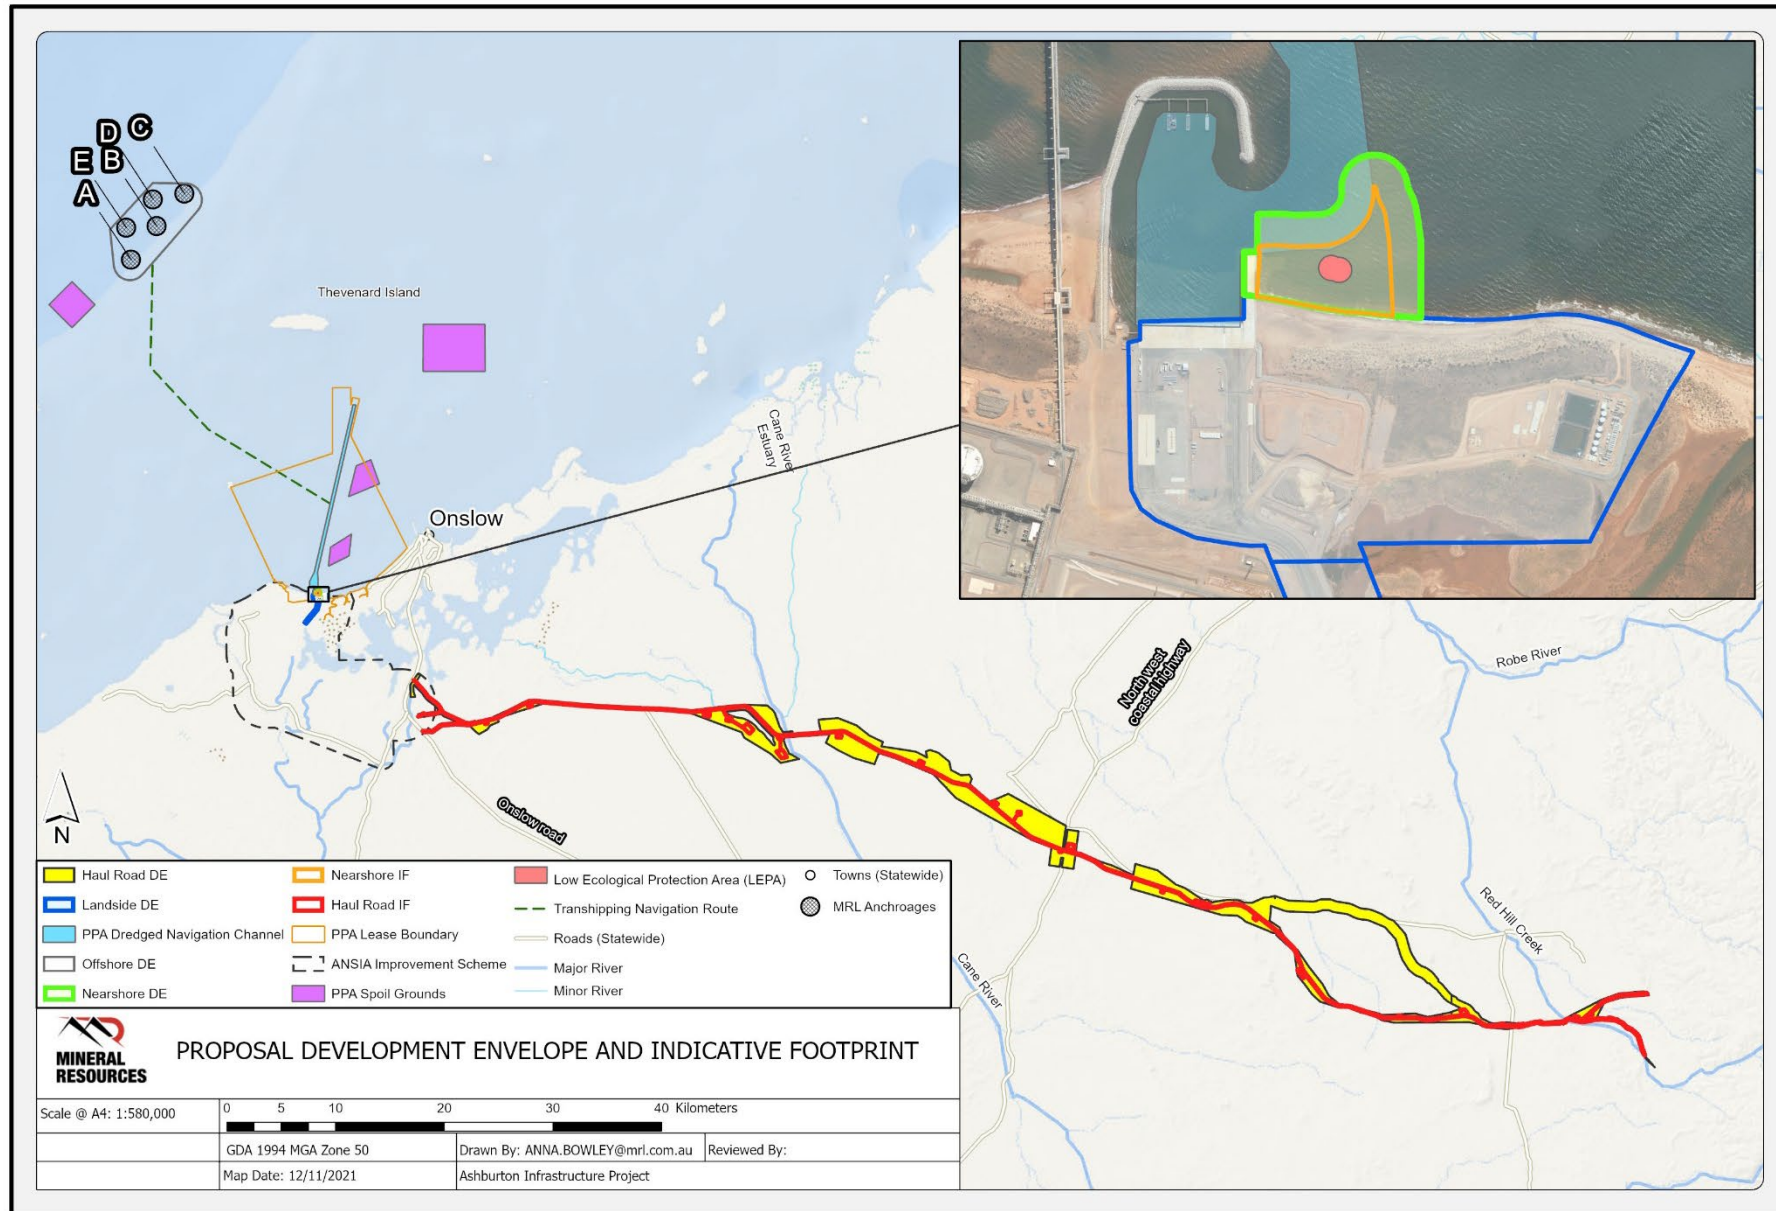 D C
E B
A
Thevenard Island
Cane River
Estuary
Onslow
North west
coastal highway
Robe River
Onslow road
Red Hill Creek
Cane River
N
Haul Road DE
Landside DE
PPA Dredged Navigation Channel
Offshore DE
Nearshore DE
Nearshore IF
Haul Road IF
PPA Lease Boundary
ANSIA Improvement Scheme
PPA Spoil Grounds
Low Ecological Protection Area (LEPA)
Transhipping Navigation Route
Roads (Statewide)
Major River
Minor River
Towns (Statewide)
MRL Anchroages
MINERAL
RESOURCES
PROPOSAL DEVELOPMENT ENVELOPE AND INDICATIVE FOOTPRINT
Scale @ A4: 1:580,000
0 5 10 20 30 40 Kilometers
GDA 1994 MGA Zone 50
Drawn By: ANNA.BOWLEY@mrl.com.au
Reviewed By:
Map Date: 12/11/2021
Ashburton Infrastructure Project